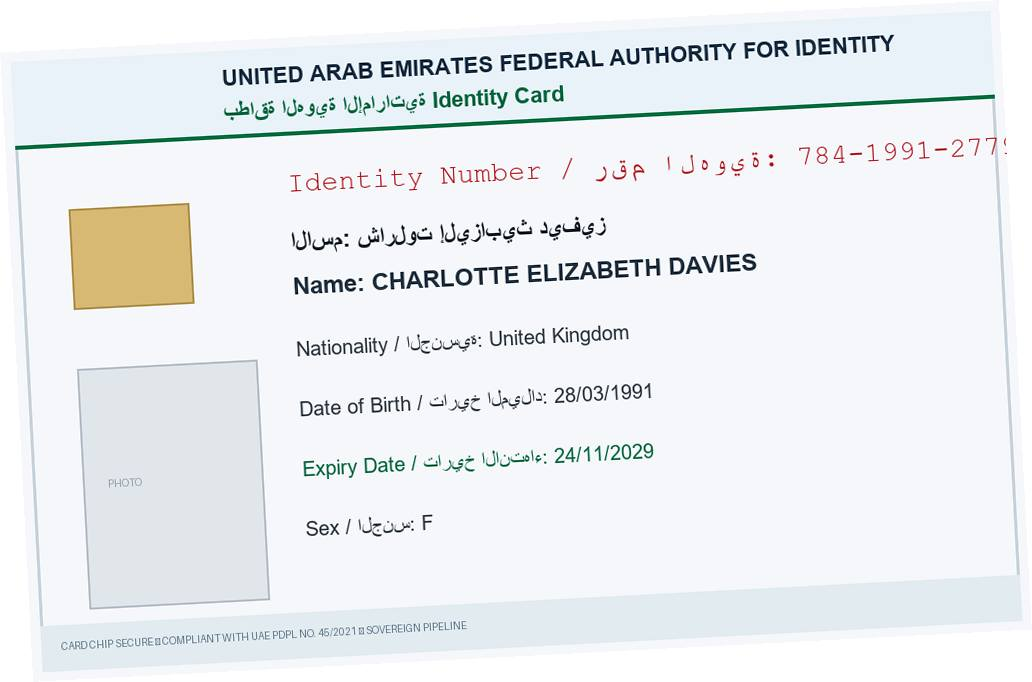 UNITED ARAB EMIRATES FEDERAL AUTHORITY FOR IDENTITY
بطاقة الهوية الإماراتية Identity Card
Identity Number / رقم الهوية: 784-1991-2779
الاسم: شارلوت إليزابيث ديفيز
Name: CHARLOTTE ELIZABETH DAVIES
Nationality / الجنسية: United Kingdom
Date of Birth / تاريخ الميلاد: 28/03/1991
Expiry Date / تاريخ الانتهاء: 24/11/2029
Sex / الجنس: F
PHOTO
CARD CHIP SECURE COMPLIANT WITH UAE PDPL NO. 45/2021 SOVEREIGN PIPELINE